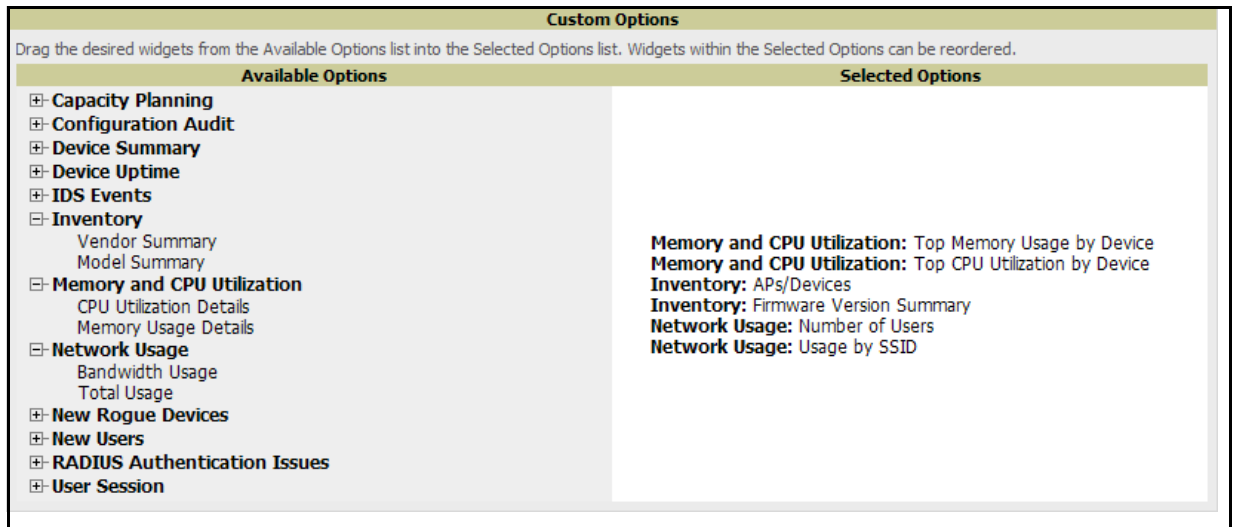 Custom Options
Drag the desired widgets from the Available Options list into the Selected Options list. Widgets within the Selected Options can be reordered.
Available Options
Capacity Planning
Configuration Audit
Device Summary
Device Uptime
IDS Events
Inventory
Vendor Summary
Model Summary
Memory and CPU Utilization
CPU Utilization Details
Memory Usage Details
Network Usage
Bandwidth Usage
Total Usage
New Rogue Devices
New Users
RADIUS Authentication Issues
User Session
Selected Options
Memory and CPU Utilization: Top Memory Usage by Device
Memory and CPU Utilization: Top CPU Utilization by Device
Inventory: APs/Devices
Inventory: Firmware Version Summary
Network Usage: Number of Users
Network Usage: Usage by SSID